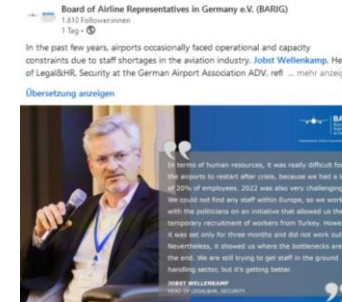 Board of Airline Representatives in Germany e.V. (BARIG)
1.610 Follower:innen
1 Tag •
In the past few years, airports occasionally faced operational and capacity
constraints due to staff shortages in the aviation industry. Jobst Wellenkamp, He
of Legal&HR, Security at the German Airport Association ADV, refl ... mehr anzeig
Übersetzung anzeigen
BA
In terms of human resources, it was really difficult for
the airports to restart after crisis, because we had a l
of 20% of employees. 2022 was also very challenging
We could not find any staff within Europe, so we work
with the politicians on an initiative that allowed us the
temporary recruitment of workers from Turkey. Howe
it was set only for three months and did not work out
Nevertheless, it showed us where the bottlenecks are
the end. We are still trying to get staff in the ground
handling sector, but it's getting better.
JOBST WELLENKAMP
HEAD OF LEGAL&HR, SECURITY